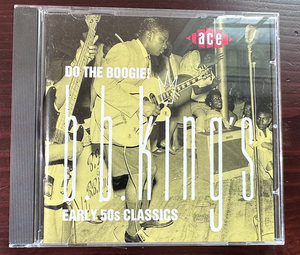 ace
DO THE BOOGIE!
b.b.king's
EARLY 50s CLASSICS